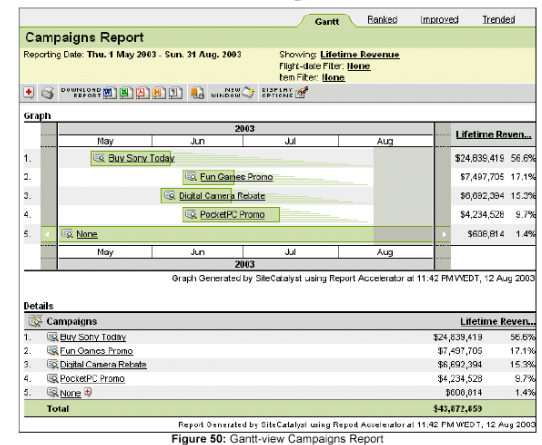 Gantt Ranked Improved Trended
Campaigns Report
Reporting Date: Thu. 1 May 2003 - Sun. 31 Aug. 2003 Showing: Lifetime Revenue
Flight-date Filter: None
Item Filter: None
DOWNLOAD REPORT NEW WINDOW DISPLAY OPTIONS
Graph
2003 Lifetime Reven...
May Jun Jul Aug
1. Buy Sony Today $24,839,419 56.6%
2. Fun Games Promo $7,497,705 17.1%
3. Digital Camera Rebate $6,692,394 15.3%
4. PocketPC Promo $4,234,528 9.7%
5. None $608,814 1.4%
May Jun Jul Aug
2003
Graph Generated by SiteCatalyst using Report Accelerator at 11:42 PM WEDT, 12 Aug 2003
Details
Campaigns Lifetime Reven...
1. Buy Sony Today $24,839,419 56.6%
2. Fun Games Promo $7,497,705 17.1%
3. Digital Camera Rebate $6,692,394 15.3%
4. PocketPC Promo $4,234,528 9.7%
5. None $608,814 1.4%
Total $43,872,859
Report Generated by SiteCatalyst using Report Accelerator at 11:42 PM WEDT, 12 Aug 2003
Figure 50: Gantt-view Campaigns Report